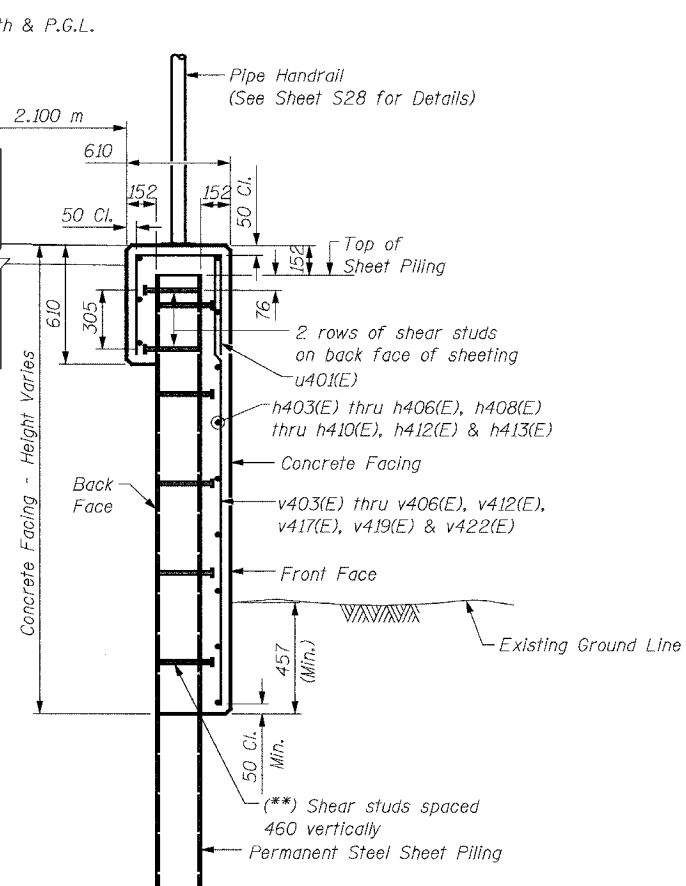 th & P.G.L.
Pipe Handrail
(See Sheet S28 for Details)
2.100 m
610
152
152
50 Cl.
50 Cl.
152
Top of
Sheet Piling
610
305
76
2 rows of shear studs
on back face of sheeting
u401(E)
h403(E) thru h406(E), h408(E)
thru h410(E), h412(E) & h413(E)
Concrete Facing
Concrete Facing - Height Varies
Back
Face
v403(E) thru v406(E), v412(E),
v417(E), v419(E) & v422(E)
Front Face
Existing Ground Line
457
(Min.)
50 Cl.
Min.
(**) Shear studs spaced
460 vertically
Permanent Steel Sheet Piling